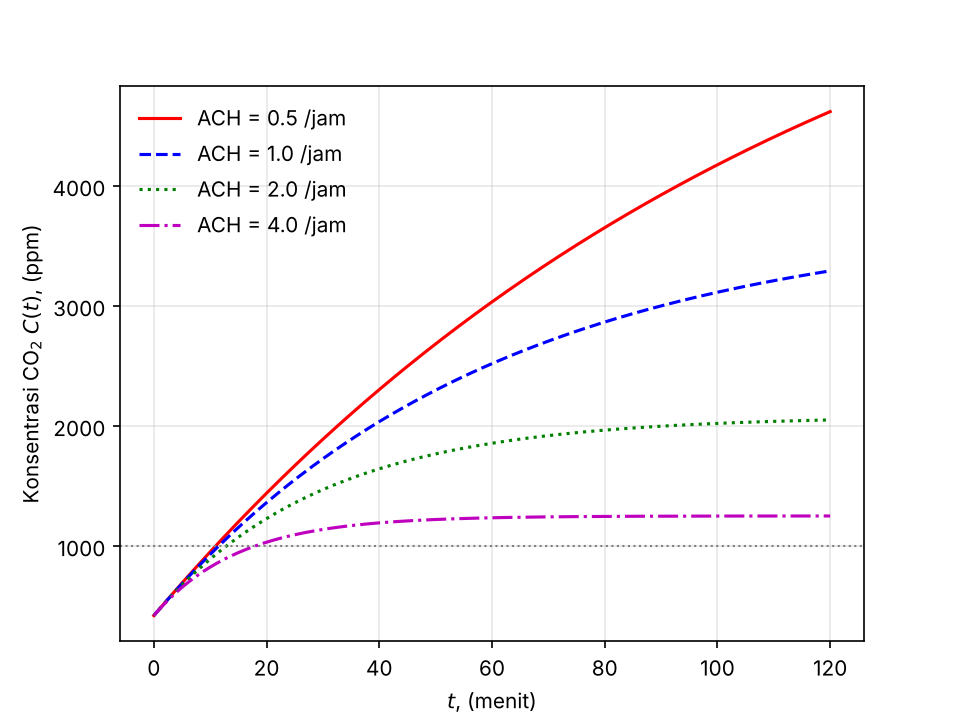 ACH = 0.5 /jam
ACH = 1.0 /jam
ACH = 2.0 /jam
ACH = 4.0 /jam
Konsentrasi CO₂ C(t), (ppm)
4000
3000
2000
1000
0 20 40 60 80 100 120
t, (menit)